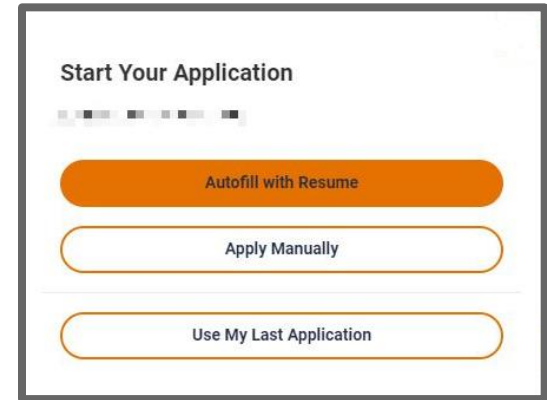 Start Your Application
Autofill with Resume
Apply Manually
Use My Last Application